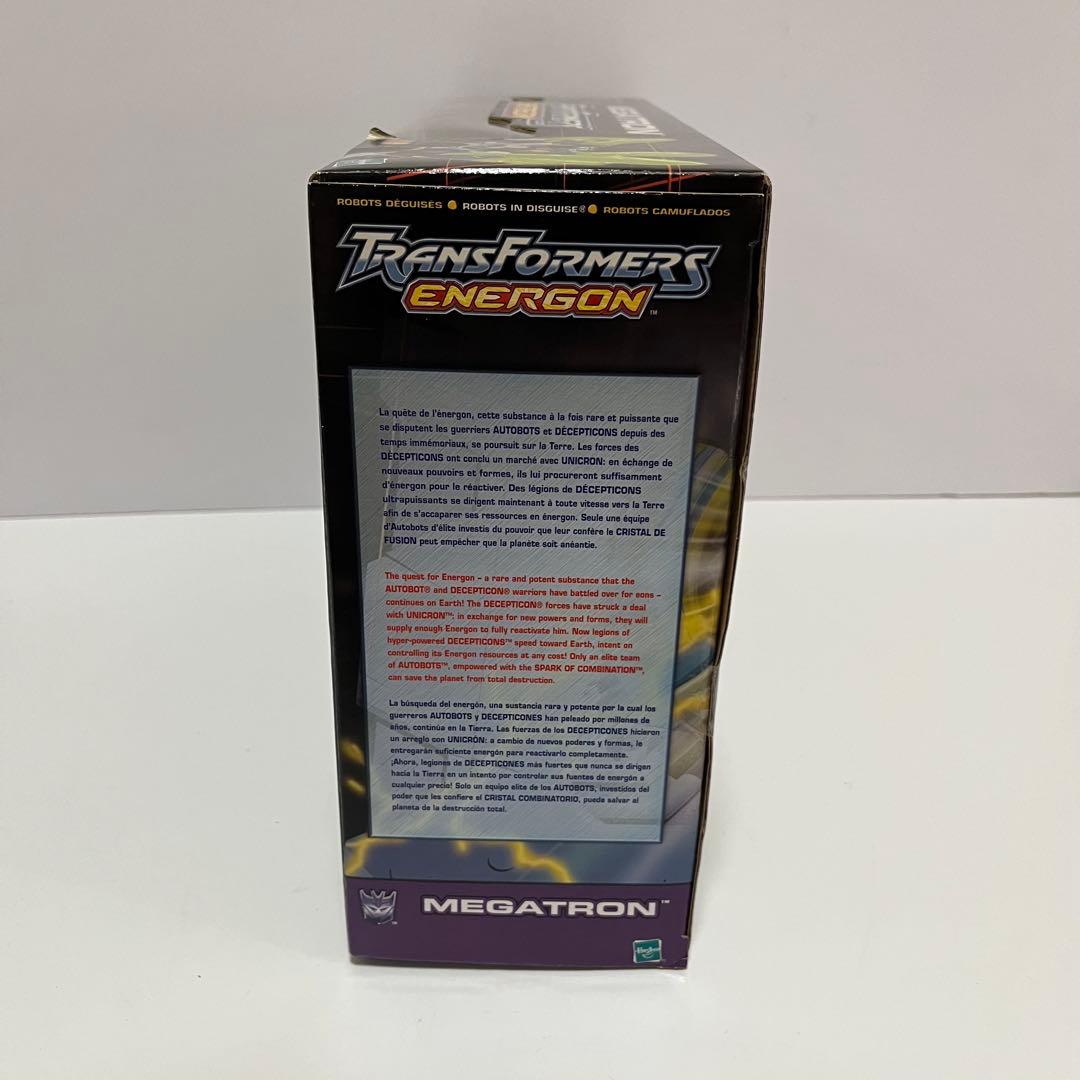 ROBOTS DÉGUISÉS ROBOTS IN DISGUISE® ROBOTS CAMUFLADOS
TRANSFORMERS
ENERGON™
La quête de l'énergon, cette substance à la fois rare et puissante que
se disputent les guerriers AUTOBOTS et DÉCEPTICONS depuis des
temps immémoriaux, se poursuit sur la Terre. Les forces des
DÉCEPTICONS ont conclu un marché avec UNICRON: en échange de
nouveaux pouvoirs et formes, ils lui procureront suffisamment
d'énergon pour le réactiver. Des légions de DÉCEPTICONS
ultrapuissants se dirigent maintenant à toute vitesse vers la Terre
afin de s'accaparer ses ressources en énergon. Seule une équipe
d'Autobots d'élite investis du pouvoir que leur confère le CRISTAL DE
FUSION peut empêcher que la planète soit anéantie.
The quest for Energon – a rare and potent substance that the
AUTOBOT® and DECEPTICON® warriors have battled over for eons –
continues on Earth! The DECEPTICON® forces have struck a deal
with UNICRON™: in exchange for new powers and forms, they will
supply enough Energon to fully reactivate him. Now legions of
hyper-powered DECEPTICONS™ speed toward Earth, intent on
controlling its Energon resources at any cost! Only an elite team
of AUTOBOTS™, empowered with the SPARK OF COMBINATION™,
can save the planet from total destruction.
La búsqueda del energón, una sustancia rara y potente por la cual los
guerreros AUTOBOTS y DECEPTICONES han peleado por millones de
años, continúa en la Tierra. Las fuerzas de los DECEPTICONES hicieron
un arreglo con UNICRÓN: a cambio de nuevos poderes y formas, le
entregarán suficiente energón para reactivarlo completamente.
¡Ahora, legiones de DECEPTICONES más fuertes que nunca se dirigen
hacia la Tierra en un intento por controlar sus fuentes de energón a
cualquier precio! Solo un equipo elite de los AUTOBOTS, investidos del
poder que les confiere el CRISTAL COMBINATORIO, puede salvar al
planeta de la destrucción total.
MEGATRON™
Hasbro